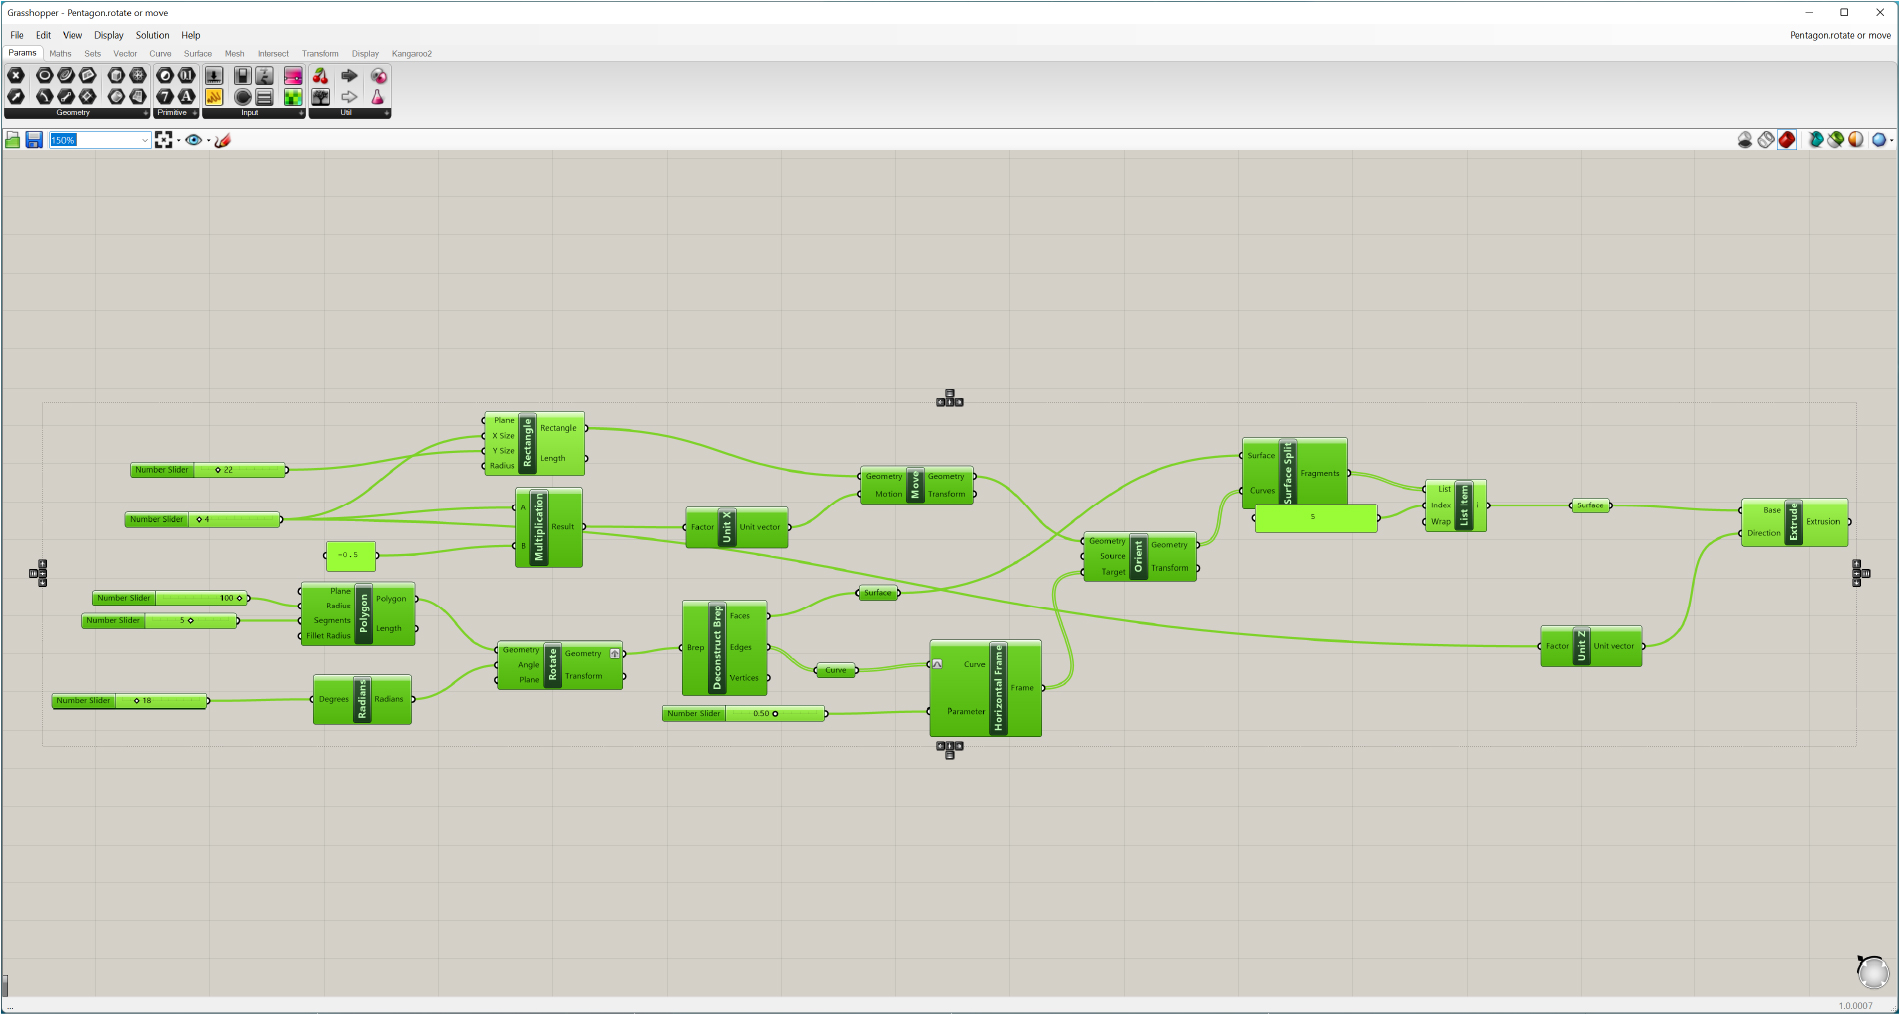 Grasshopper - Pentagon.rotate or move
File Edit View Display Solution Help
Pentagon.rotate or move
Params Maths Sets Vector Curve Surface Mesh Intersect Transform Display Kangaroo2
Geometry Primitive Input Util
150%
Number Slider 22
Number Slider 4
-0.5
Number Slider 100
Number Slider 5
Number Slider 18
Plane
X Size
Y Size
Radius
Rectangle
Rectangle
Length
A
B
Multiplication
Result
Plane
Radius
Segments
Fillet Radius
Polygon
Polygon
Length
Degrees
Radians
Radians
Geometry
Angle
Plane
Rotate
Geometry
Transform
Factor
Unit X
Unit vector
Brep
Deconstruct Brep
Faces
Edges
Vertices
Number Slider 0.50
Geometry
Motion
Move
Geometry
Transform
Surface
Curve
Curve
Parameter
Horizontal Frame
Frame
Geometry
Source
Target
Orient
Geometry
Transform
Surface
Curves
Surface Split
Fragments
5
List
Index
Wrap
List Item
i
Surface
Factor
Unit Z
Unit vector
Base
Direction
Extrude
Extrusion
...
1.0.0007